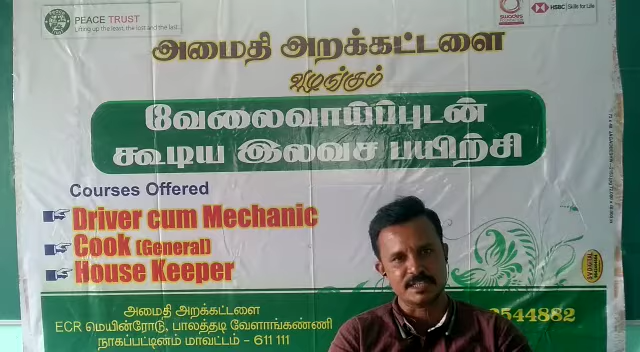 PEACE TRUST
Lifting up the least, the lost and the last...
swades
HSBC Skills for Life
அமைதி அறக்கட்டளை
வழங்கும்
வேலைவாய்ப்புடன்
கூடிய இலவச பயிற்சி
Courses Offered
Driver cum Mechanic
Cook (General)
House Keeper
அமைதி அறக்கட்டளை
ECR மெயின்ரோடு, பாலத்தடி வேளாங்கண்ணி
நாகப்பட்டினம் மாவட்டம் - 611 111
544882